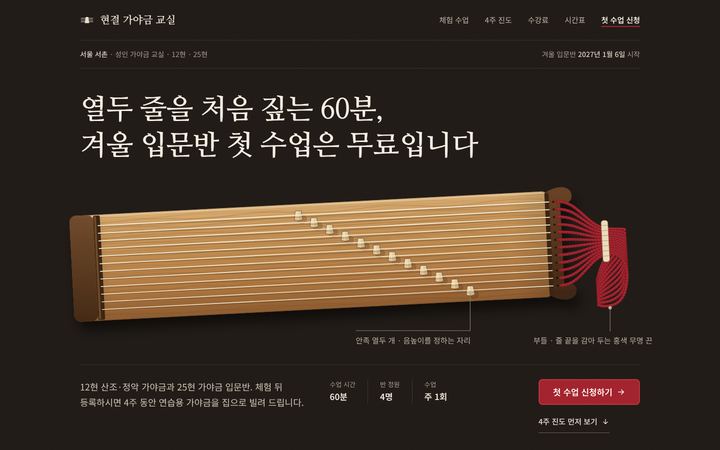 현결 가야금 교실
체험 수업 4주 진도 수강료 시간표 첫 수업 신청
서울 서촌 · 성인 가야금 교실 · 12현 · 25현
겨울 입문반 2027년 1월 6일 시작
열두 줄을 처음 짚는 60분,
겨울 입문반 첫 수업은 무료입니다
안족 열두 개 · 음높이를 정하는 자리
부들 · 줄 끝을 감아 두는 홍색 무명 끈
12현 산조·정악 가야금과 25현 가야금 입문반. 체험 뒤
등록하시면 4주 동안 연습용 가야금을 집으로 빌려 드립니다.
수업 시간 반 정원 수업
60분 4명 주 1회
첫 수업 신청하기 →
4주 진도 먼저 보기 ↓